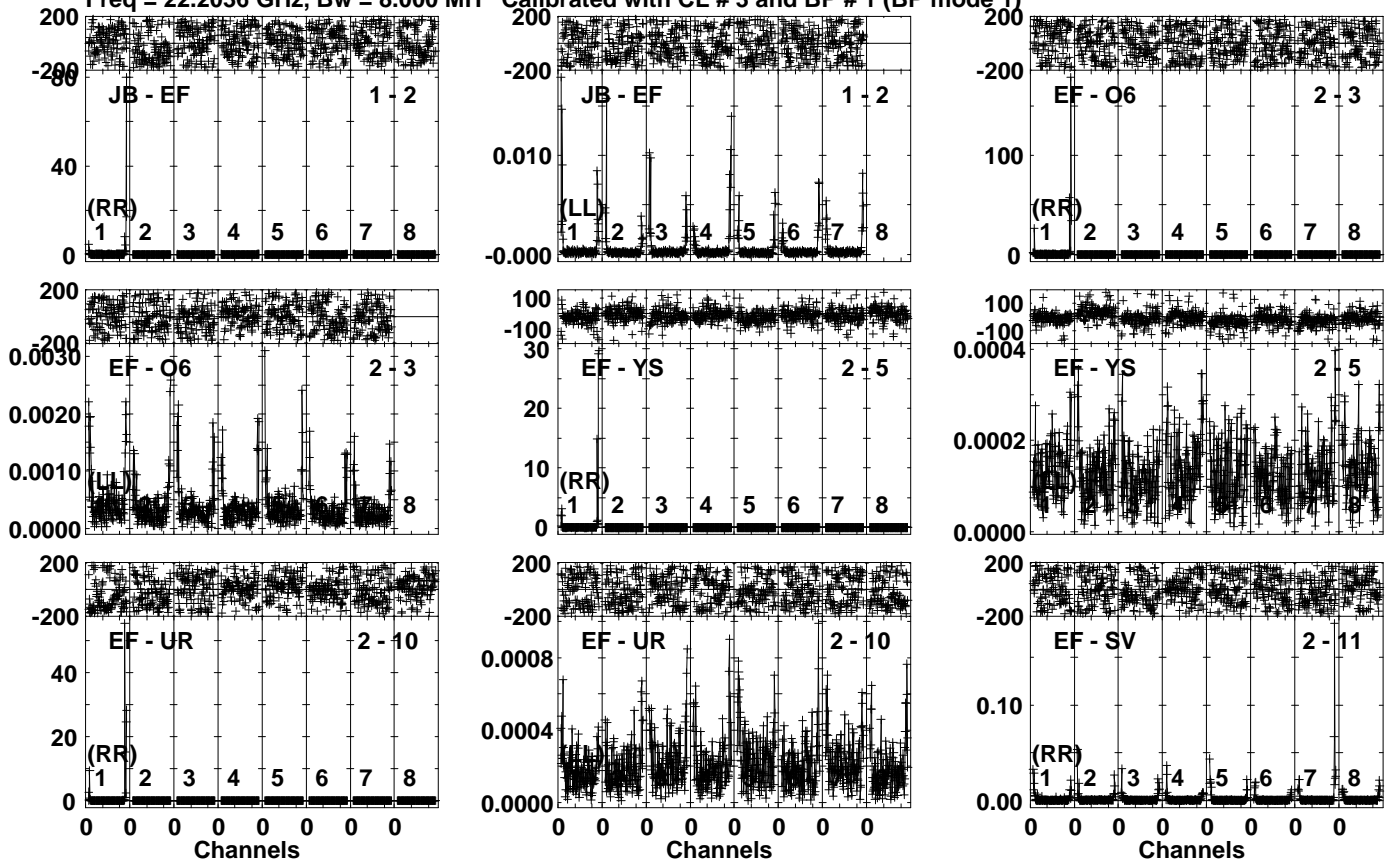 Freq = 22.2036 GHz, Bw = 8.000 MH Calibrated with CL # 3 and BP # 1 (BP mode 1)
200
-200
80
40
0
JB - EF 1 - 2
(RR)
1 2 3 4 5 6 7 8
200
-200
0.010
-0.000
JB - EF 1 - 2
(LL)
1 2 3 4 5 6 7 8
200
-200
100
0
EF - O6 2 - 3
(RR)
1 2 3 4 5 6 7 8
200
-200
0.0030
0.0020
0.0010
0.0000
EF - O6 2 - 3
(LL)
6 8
100
-100
30
20
10
0
EF - YS 2 - 5
(RR)
1 2 3 4 5 6 7 8
100
-100
0.0004
0.0002
0.0000
EF - YS 2 - 5
8
200
-200
40
20
0
EF - UR 2 - 10
(RR)
1 2 3 4 5 6 7 8
200
-200
0.0008
0.0004
0.0000
EF - UR 2 - 10
(LL)
200
-200
0.10
0.00
EF - SV 2 - 11
(RR)
1 2 3 4 5 6 7 8
0 0 0 0 0 0 0 0
Channels
0 0 0 0 0 0 0 0
Channels
0 0 0 0 0 0 0 0
Channels